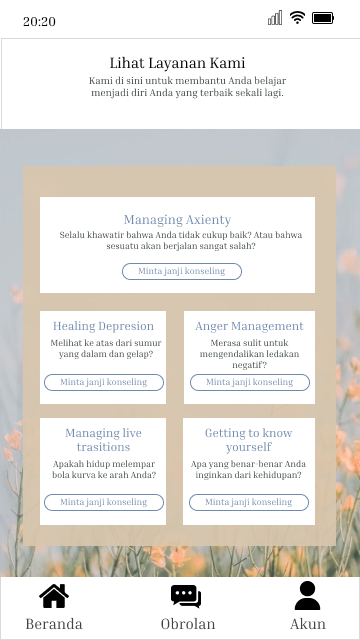 20:20
Lihat Layanan Kami
Kami di sini untuk membantu Anda belajar
menjadi diri Anda yang terbaik sekali lagi.
Managing Axienty
Selalu khawatir bahwa Anda tidak cukup baik? Atau bahwa
sesuatu akan berjalan sangat salah?
Minta janji konseling
Healing Depresion
Melihat ke atas dari sumur
yang dalam dan gelap?
Minta janji konseling
Anger Management
Merasa sulit untuk
mengendalikan ledakan
negatif?
Minta janji konseling
Managing live
trasitions
Apakah hidup melempar
bola kurva ke arah Anda?
Minta janji konseling
Getting to know
yourself
Apa yang benar-benar Anda
inginkan dari kehidupan?
Minta janji konseling
Beranda
Obrolan
Akun